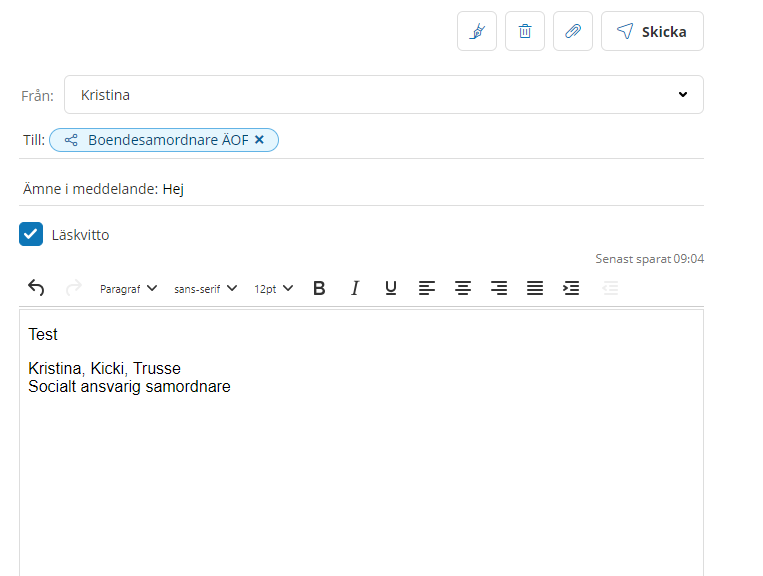 Skicka
Från: Kristina
Till: Boendesamordnare ÄOF
Ämne i meddelande: Hej
Läskvitto
Senast sparat 09:04
Paragraf sans-serif 12pt B I U
Test
Kristina, Kicki, Trusse
Socialt ansvarig samordnare